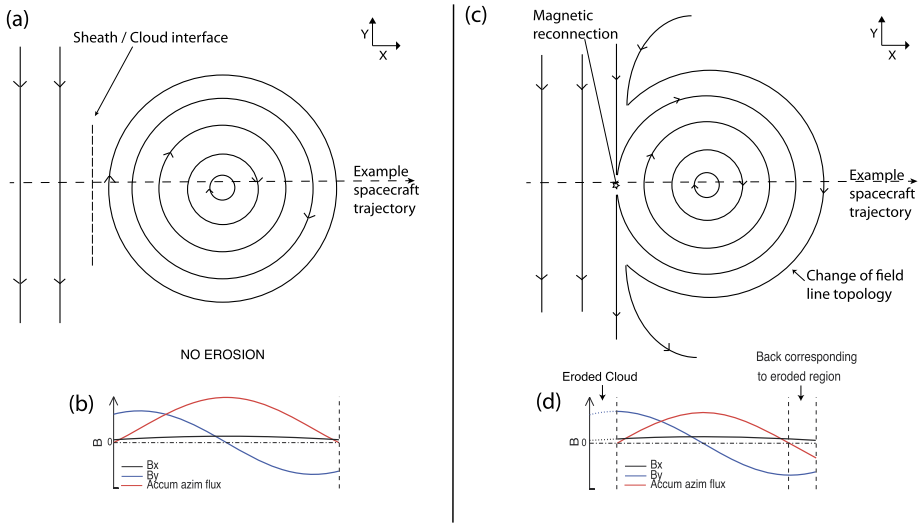 (a)
Sheath / Cloud interface
Y
X
Example
spacecraft
trajectory
NO EROSION
(b)
B
0
Bx
By
Accum azim flux
(c)
Magnetic
reconnection
Y
X
Example
spacecraft
trajectory
Change of field
line topology
Eroded Cloud
Back corresponding
to eroded region
(d)
B
0
Bx
By
Accum azim flux